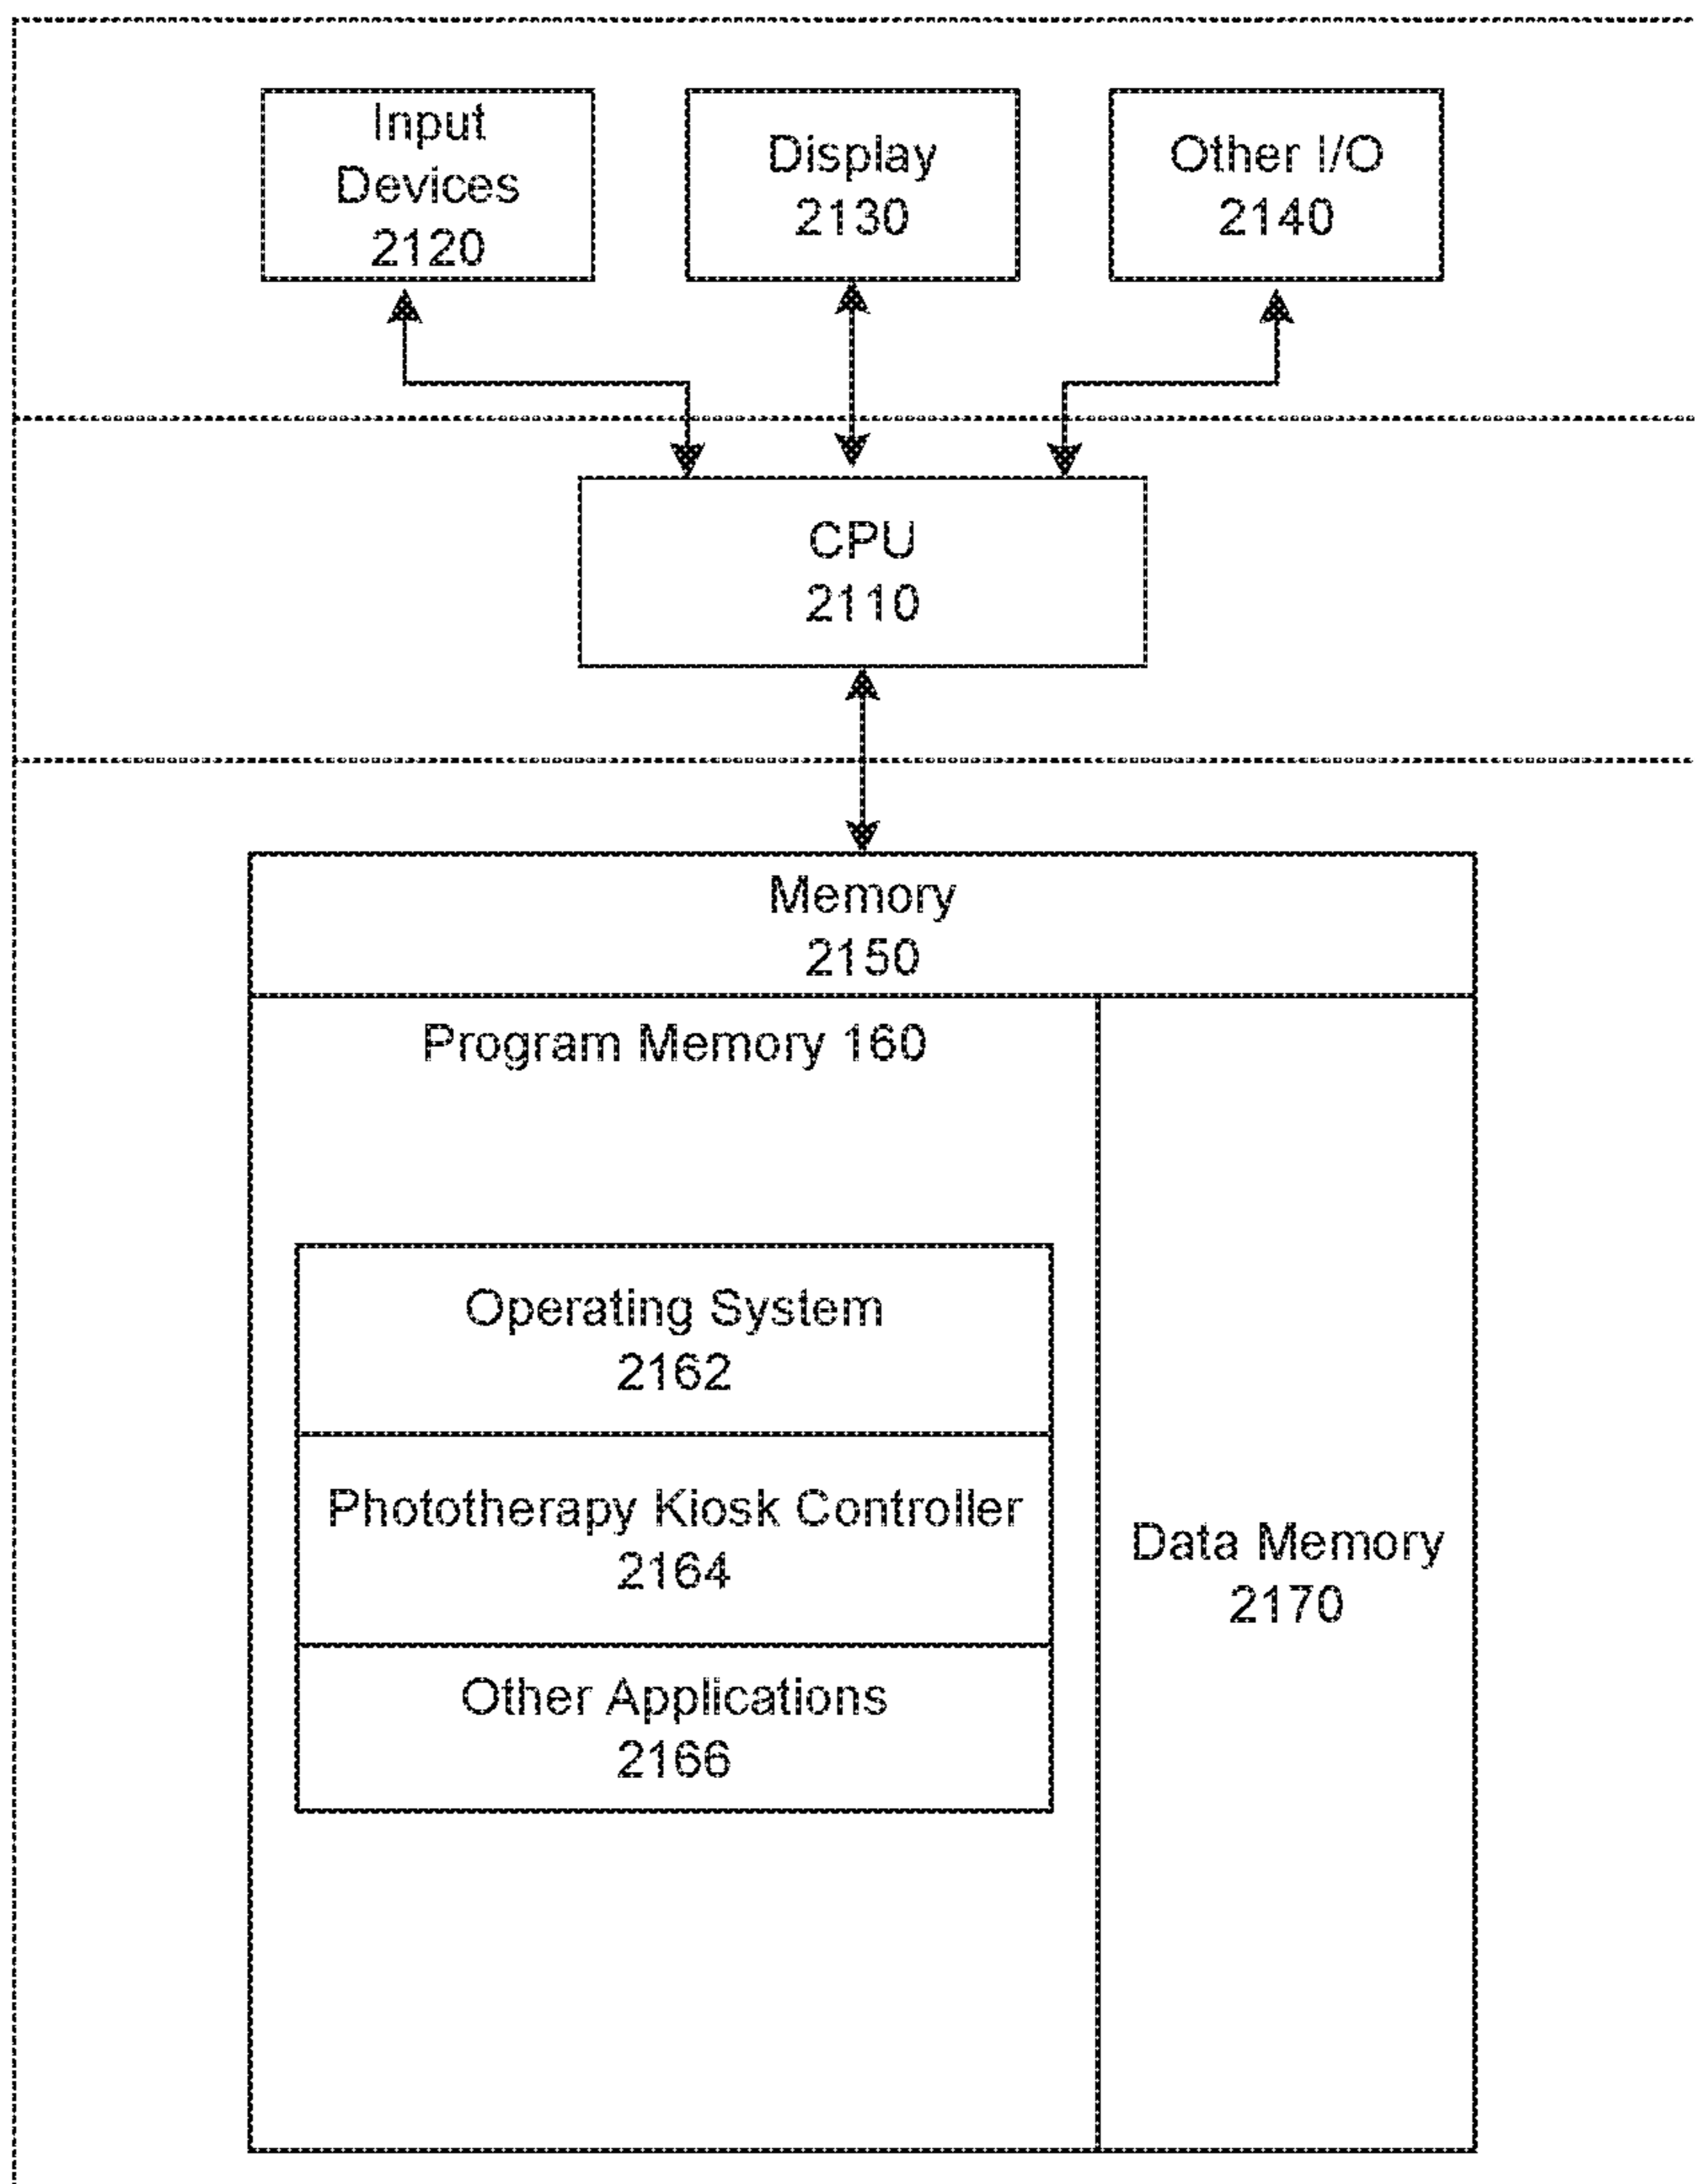 Input
Devices
2120
Display
2130
Other I/O
2140
CPU
2110
Memory
2150
Program Memory 160
Operating System
2162
Phototherapy Kiosk Controller
2164
Other Applications
2166
Data Memory
2170